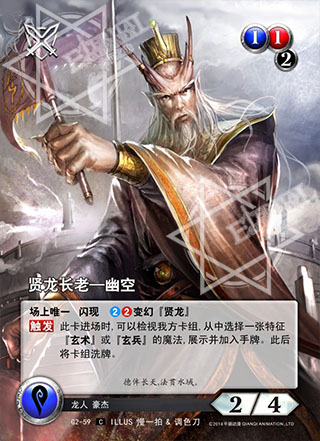 1 1
2
贤龙长老—幽空
场上唯一 闪现 2 2 变幻『贤龙』
触发 此卡进场时，可以检视我方卡组，从中选择一张特征
『玄术』或『玄兵』的魔法，展示并加入手牌。此后
将卡组洗牌。
德侔长天，法贯水域。
龙人 豪杰
2 / 4
02-59 C ILLUS 慢一拍 & 调色刀
©2014 千骐动漫 QIANQI ANIMATION.,LTD